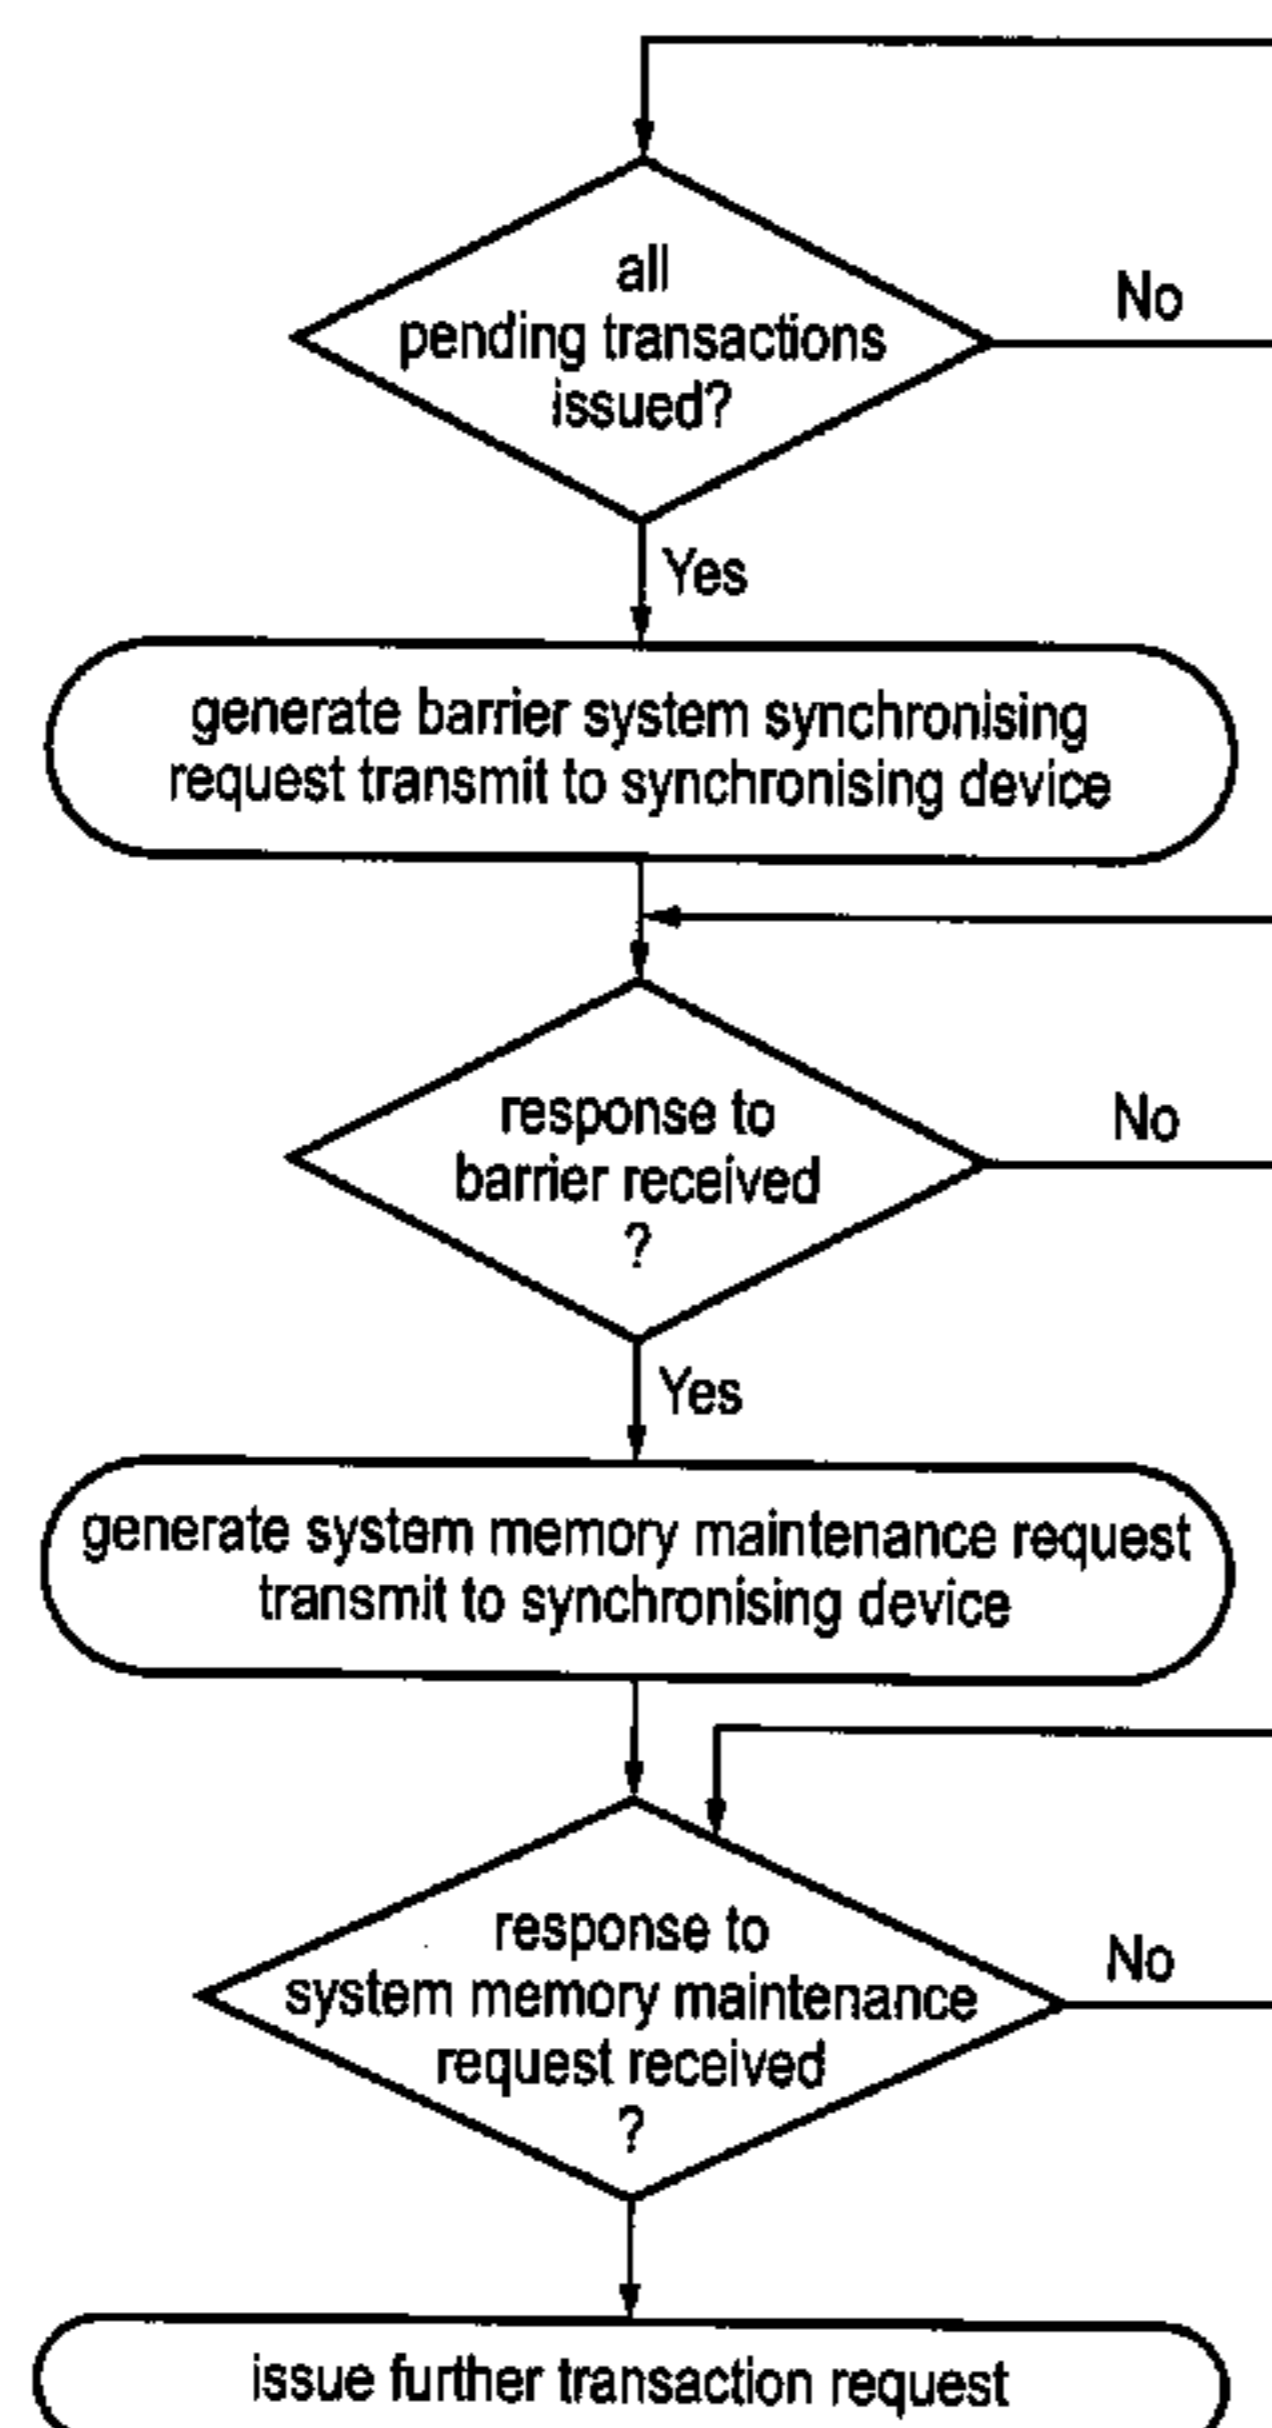 all
pending transactions
issued?
No
Yes
generate barrier system synchronising
request transmit to synchronising device
response to
barrier received
?
No
Yes
generate system memory maintenance request
transmit to synchronising device
response to
system memory maintenance
request received
?
No
issue further transaction request